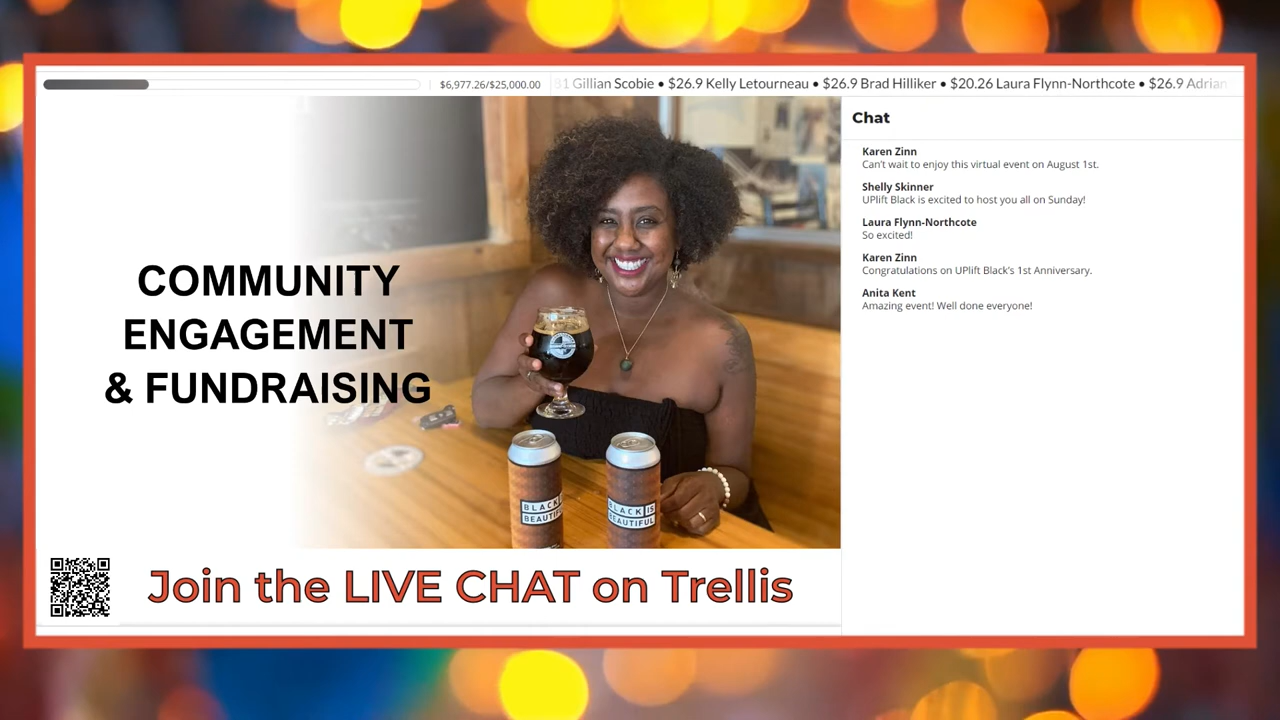 $6,977.26/$25,000.00
31 Gillian Scobie • $26.9 Kelly Letourneau • $26.9 Brad Hilliker • $20.26 Laura Flynn-Northcote • $26.9 Adrian
Chat
Karen Zinn
Can't wait to enjoy this virtual event on August 1st.
Shelly Skinner
UPlift Black is excited to host you all on Sunday!
Laura Flynn-Northcote
So excited!
Karen Zinn
Congratulations on UPlift Black's 1st Anniversary.
Anita Kent
Amazing event! Well done everyone!
COMMUNITY
ENGAGEMENT
& FUNDRAISING
BLACK
BLACK IS
BEAUTIFUL
Join the LIVE CHAT on Trellis